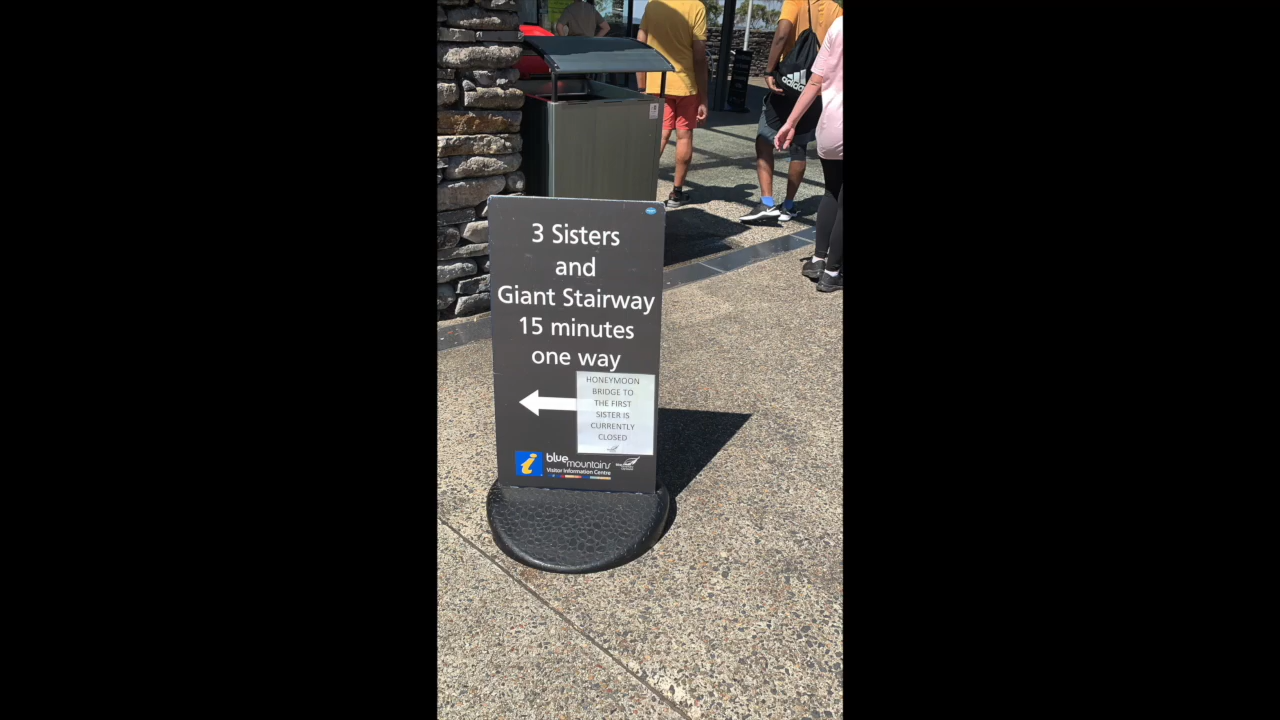 adidas
3 Sisters
and
Giant Stairway
15 minutes
one way
HONEYMOON
BRIDGE TO
THE FIRST
SISTER IS
CURRENTLY
CLOSED
i
blue
mountains
Visitor Information Centre